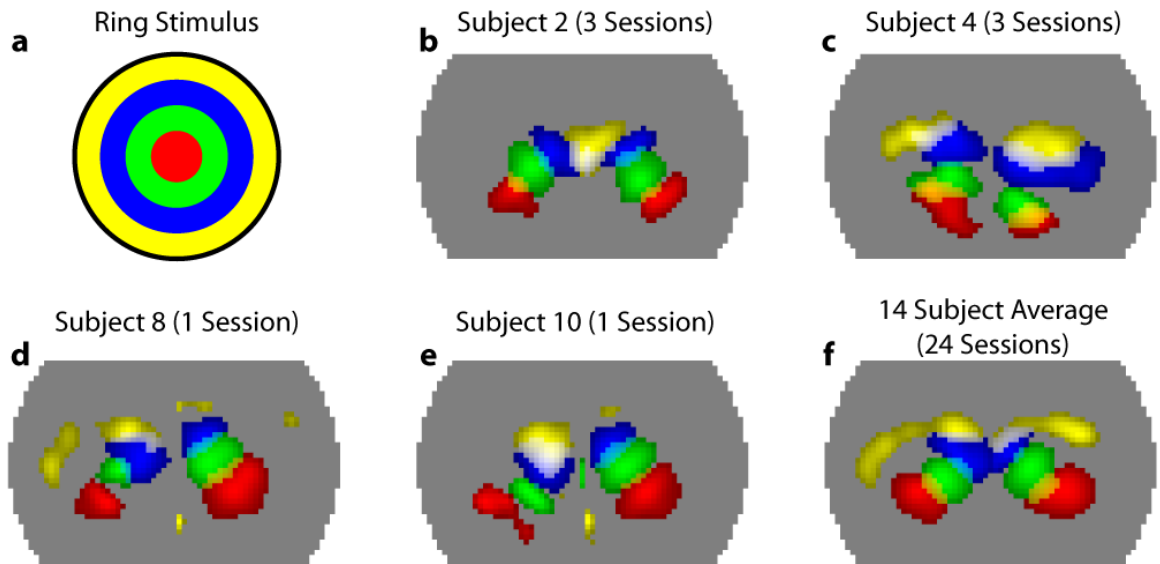 a
Ring Stimulus
b
Subject 2 (3 Sessions)
c
Subject 4 (3 Sessions)
d
Subject 8 (1 Session)
e
Subject 10 (1 Session)
f
14 Subject Average
(24 Sessions)